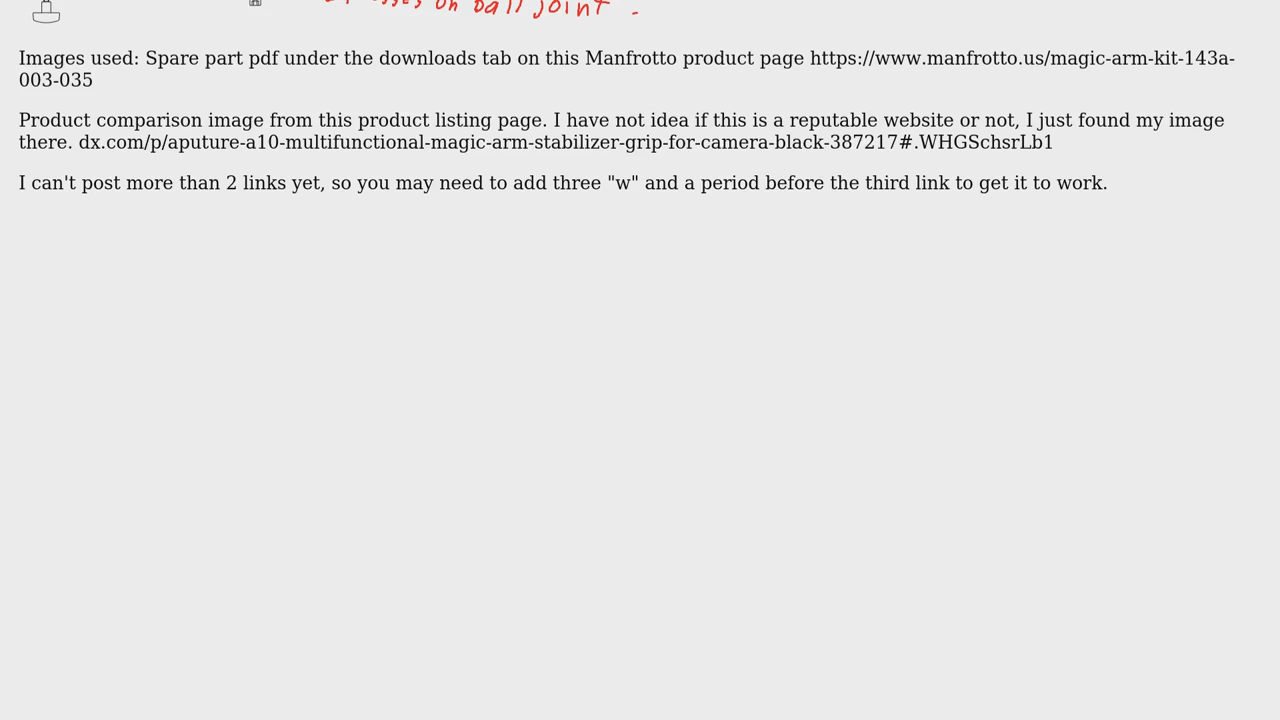 on ball joint .
Images used: Spare part pdf under the downloads tab on this Manfrotto product page https://www.manfrotto.us/magic-arm-kit-143a-
003-035
Product comparison image from this product listing page. I have not idea if this is a reputable website or not, I just found my image
there. dx.com/p/aputure-a10-multifunctional-magic-arm-stabilizer-grip-for-camera-black-387217#.WHGSchsrLb1
I can't post more than 2 links yet, so you may need to add three "w" and a period before the third link to get it to work.